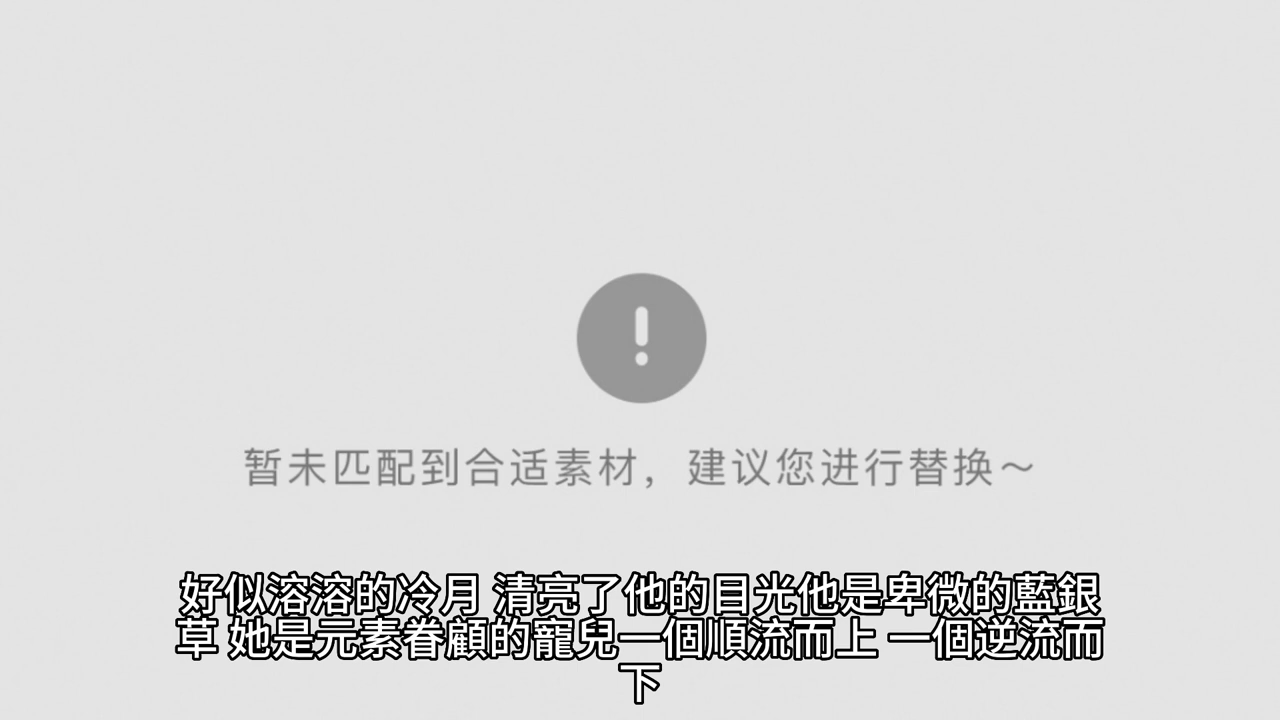 暂未匹配到合适素材，建议您进行替换～
好似溶溶的冷月 清亮了他的目光他是卑微的藍銀
草 她是元素眷顧的寵兒一個順流而上 一個逆流而
下